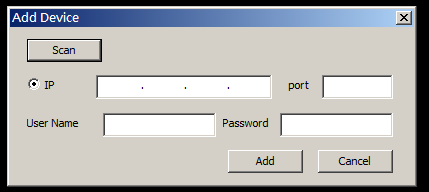 Add Device
Scan
IP . . . port
User Name Password
Add Cancel